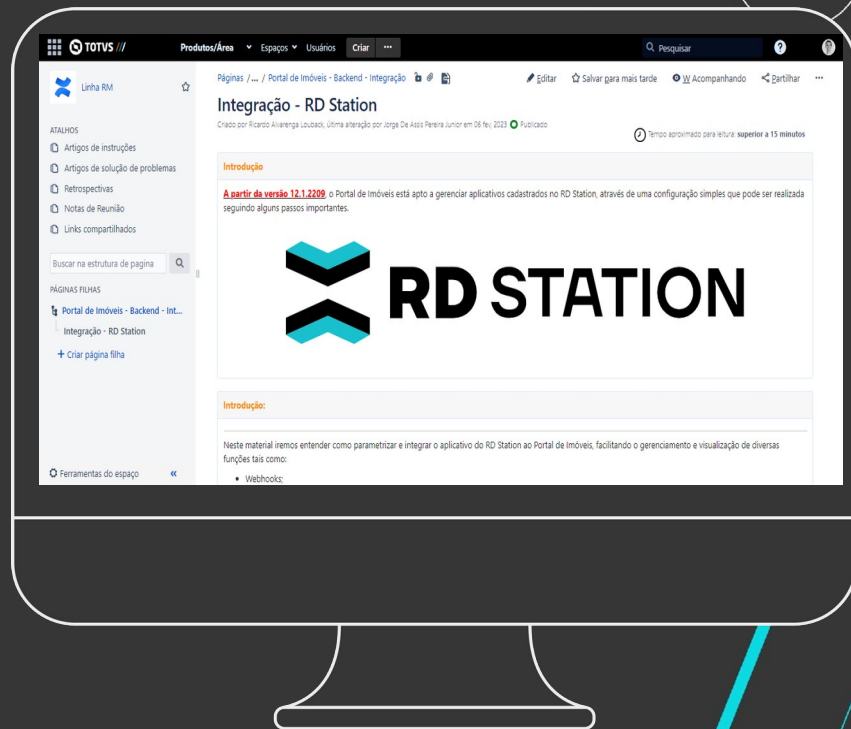 TOTVS ///
Produtos/Área Espaços Usuários Criar ···
Pesquisar
Linha RM
ATALHOS
Artigos de instruções
Artigos de solução de problemas
Retrospectivas
Notas de Reunião
Links compartilhados
Buscar na estrutura de pagina
PÁGINAS FILHAS
Portal de Imóveis - Backend - Int...
Integração - RD Station
+ Criar página filha
Ferramentas do espaço «
Páginas /... / Portal de Imóveis - Backend - Integração
Editar Salvar para mais tarde W Acompanhando Partilhar ···
Integração - RD Station
Criado por Ricardo Alvarenga Louback, última alteração por Jorge De Assis Pereira Junior em 06 fev, 2023 Publicado
Tempo aproximado para leitura: superior a 15 minutos
Introdução
A partir da versão 12.1.2209, o Portal de Imóveis está apto a gerenciar aplicativos cadastrados no RD Station, através de uma configuração simples que pode ser realizada
seguindo alguns passos importantes.
RD STATION
Introdução:
Neste material iremos entender como parametrizar e integrar o aplicativo do RD Station ao Portal de Imóveis, facilitando o gerenciamento e visualização de diversas
funções tais como:
• Webhooks;